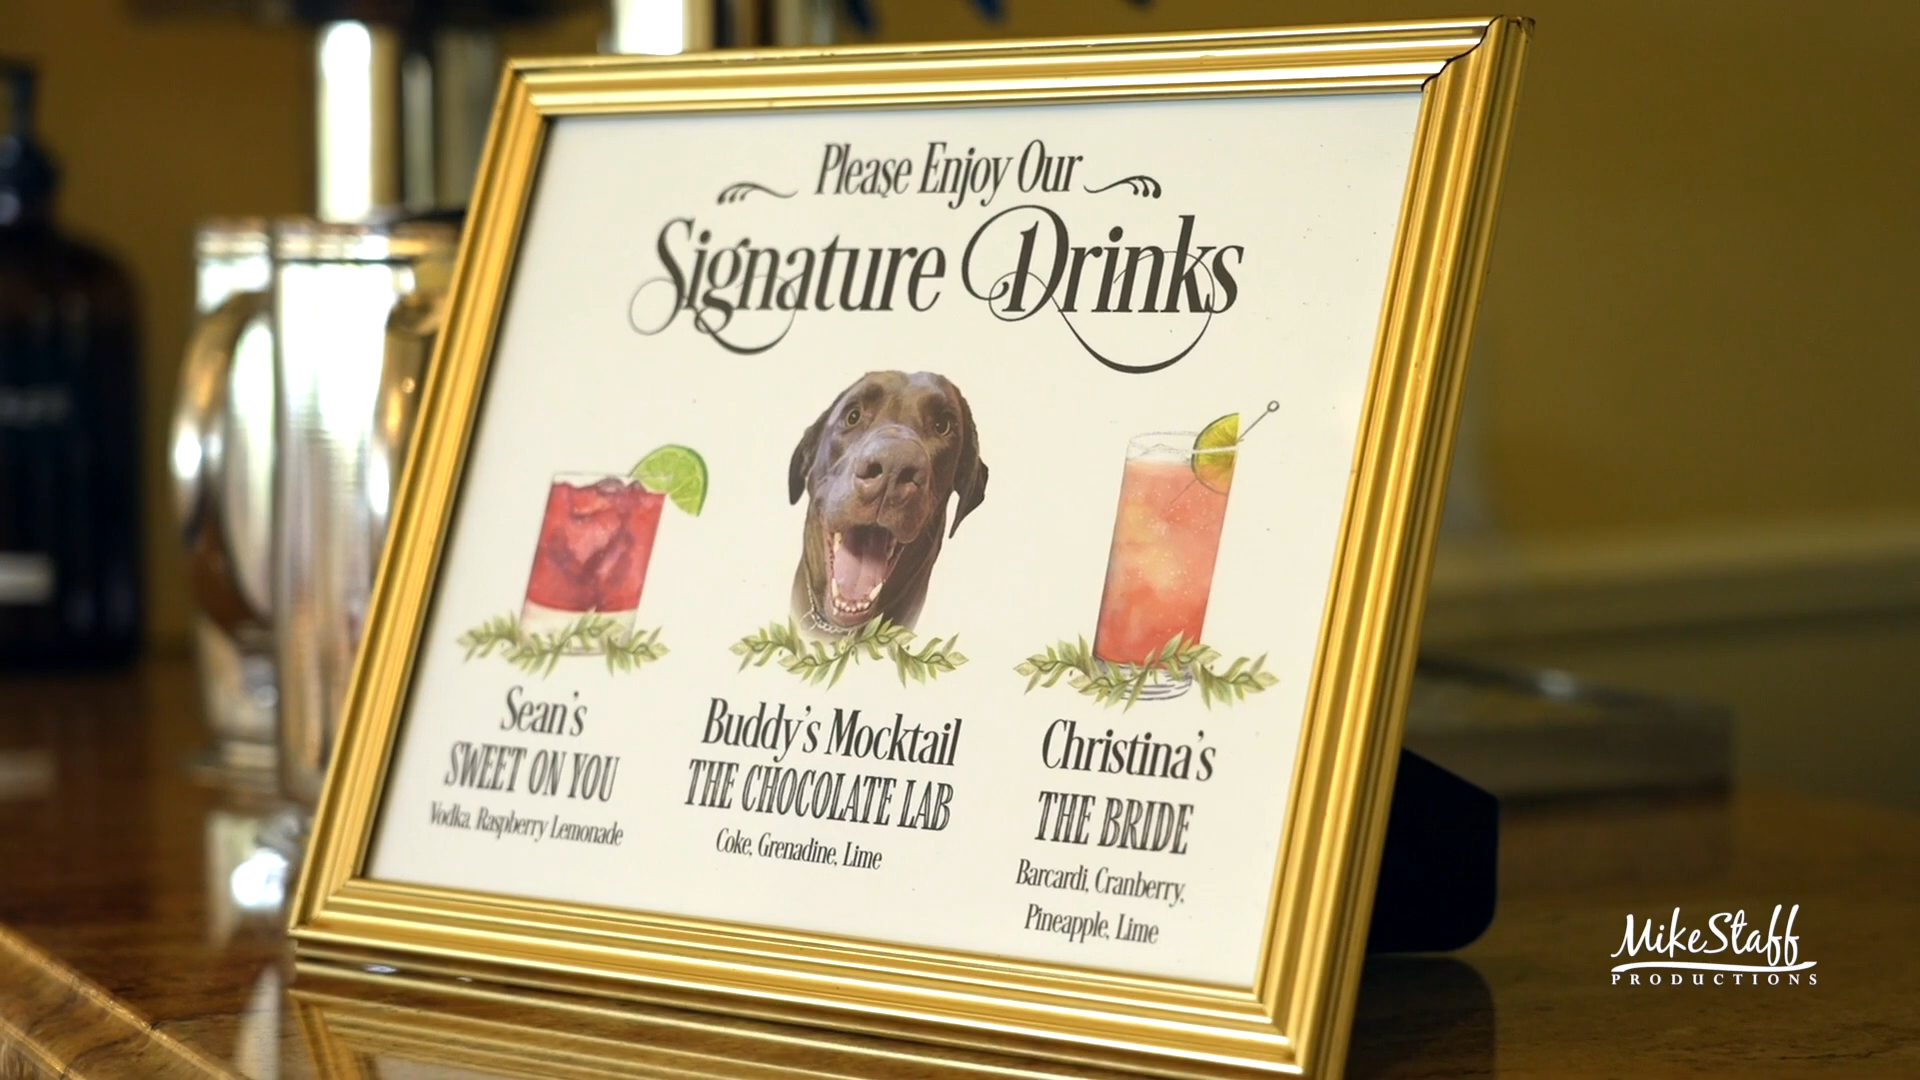 Please Enjoy Our
Signature Drinks
Sean's
SWEET ON YOU
Vodka, Raspberry Lemonade
Buddy's Mocktail
THE CHOCOLATE LAB
Coke, Grenadine, Lime
Christina's
THE BRIDE
Barcardi, Cranberry,
Pineapple, Lime
MikeStaff
PRODUCTIONS